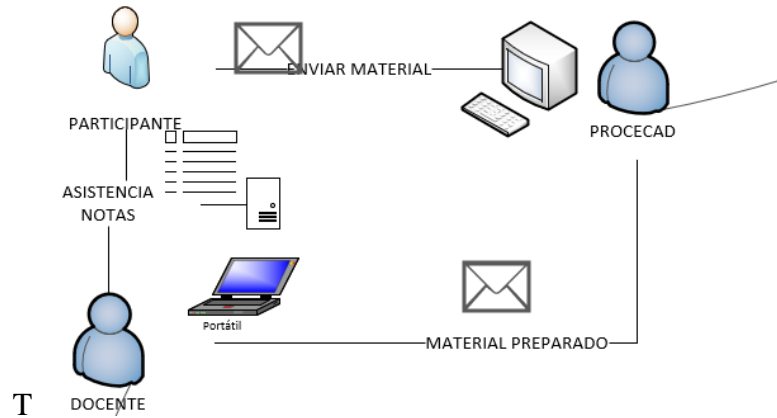 ENVIAR MATERIAL
PARTICIPANTE
PROCECAD
ASISTENCIA
NOTAS
Portátil
MATERIAL PREPARADO
T
DOCENTE